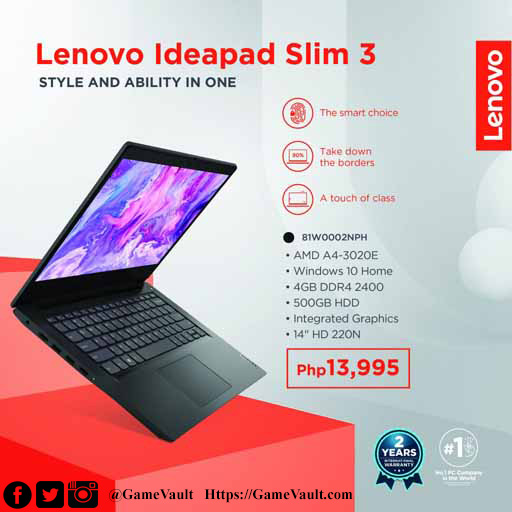 Lenovo Ideapad Slim 3
STYLE AND ABILITY IN ONE
Lenovo
The smart choice
90%
Take down
the borders
A touch of class
81W0002NPH
• AMD A4-3020E
• Windows 10 Home
• 4GB DDR4 2400
• 500GB HDD
• Integrated Graphics
• 14" HD 220N
Php13,995
2
YEARS
INTERNATIONAL
WARRANTY
#1
No.1 PC Company
in the World
@GameVault Https://GameVault.com